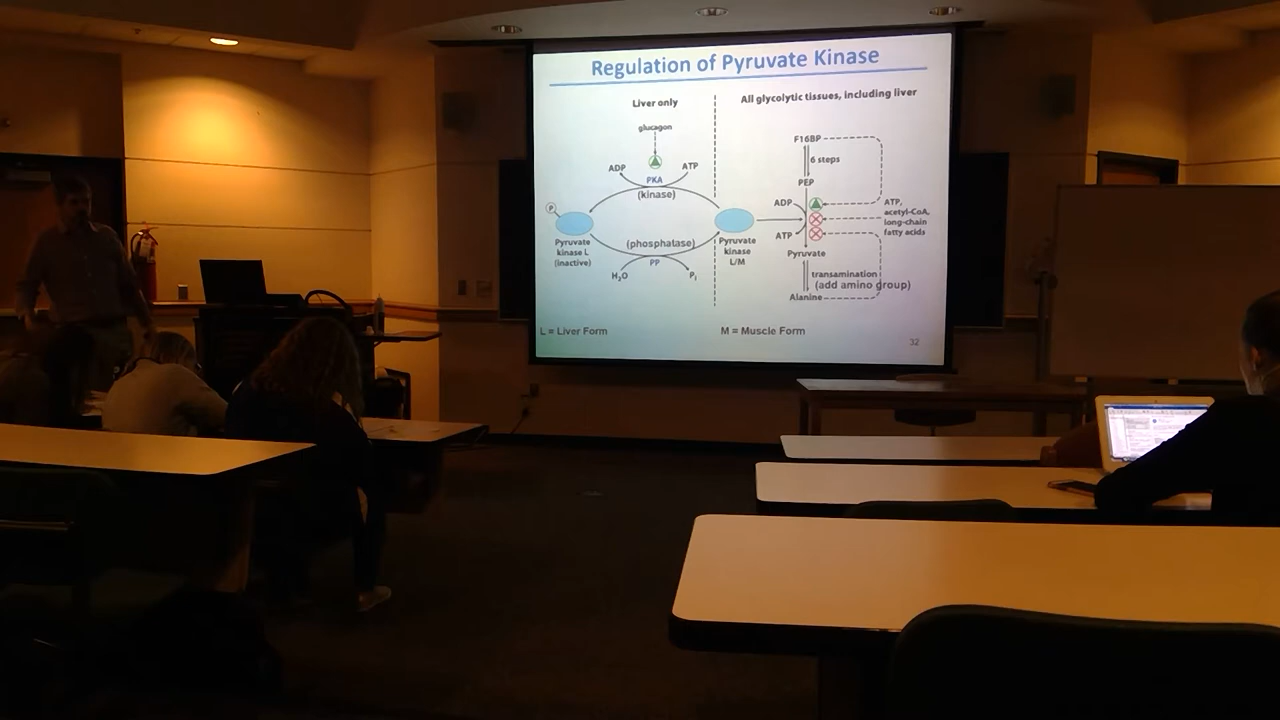 Regulation of Pyruvate Kinase
Liver only
All glycolytic tissues, including liver
glucagon
ADP
ATP
PKA
(kinase)
P
Pyruvate
kinase L
(inactive)
(phosphatase)
PP
H₂O
Pᵢ
Pyruvate
kinase
L/M
F16BP
6 steps
PEP
ADP
ATP
ATP,
acetyl-CoA,
long-chain
fatty acids
Pyruvate
transamination
(add amino group)
Alanine
L = Liver Form
M = Muscle Form
32